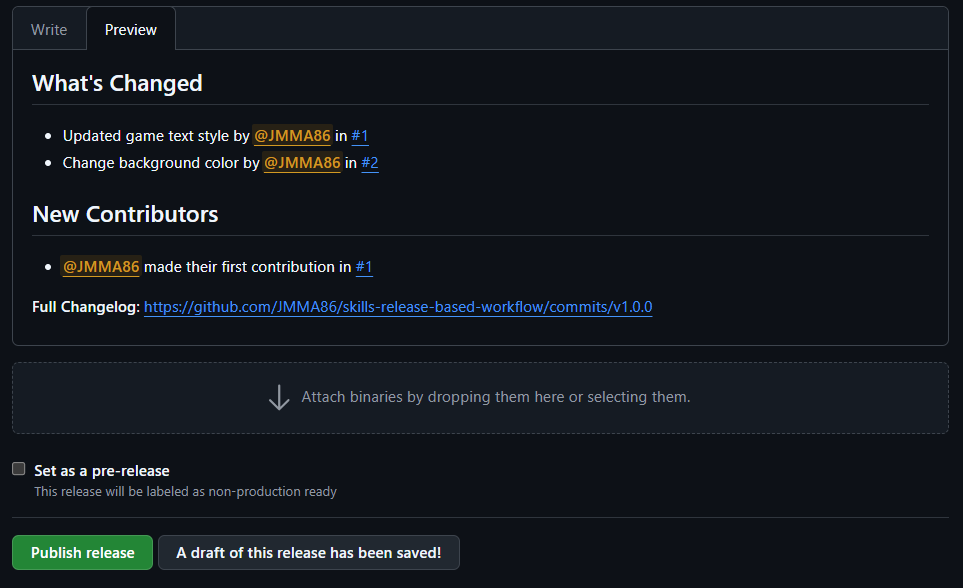 Write Preview
What's Changed
Updated game text style by @JMMA86 in #1
Change background color by @JMMA86 in #2
New Contributors
@JMMA86 made their first contribution in #1
Full Changelog: https://github.com/JMMA86/skills-release-based-workflow/commits/v1.0.0
Attach binaries by dropping them here or selecting them.
Set as a pre-release
This release will be labeled as non-production ready
Publish release A draft of this release has been saved!